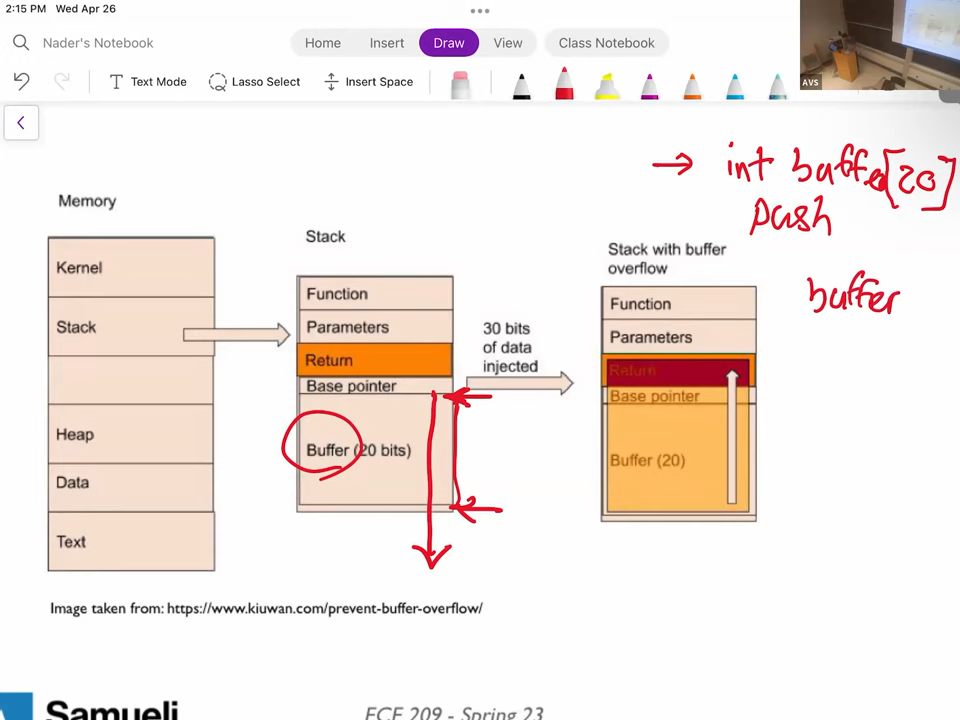 2:15 PM Wed Apr 26
Nader's Notebook
Home Insert Draw View Class Notebook
Text Mode Lasso Select Insert Space
AVS
→ int buffer[20]
push
buffer
Memory
Kernel
Stack
Heap
Data
Text
Stack
Function
Parameters
Return
Base pointer
Buffer (20 bits)
30 bits
of data
injected
Stack with buffer
overflow
Function
Parameters
Return
Base pointer
Buffer (20)
Image taken from: https://www.kiuwan.com/prevent-buffer-overflow/
Samueli
ECE 209 - Spring 23